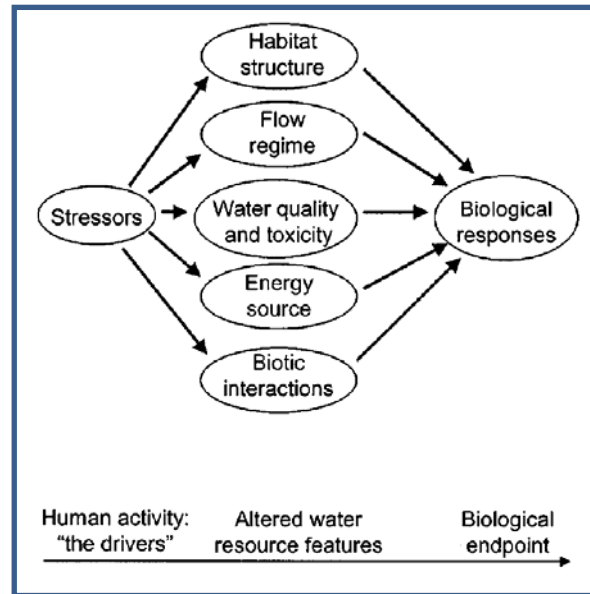 Habitat
structure
Flow
regime
Stressors
Water quality
and toxicity
Biological
responses
Energy
source
Biotic
interactions
Human activity:
"the drivers"
Altered water
resource features
Biological
endpoint